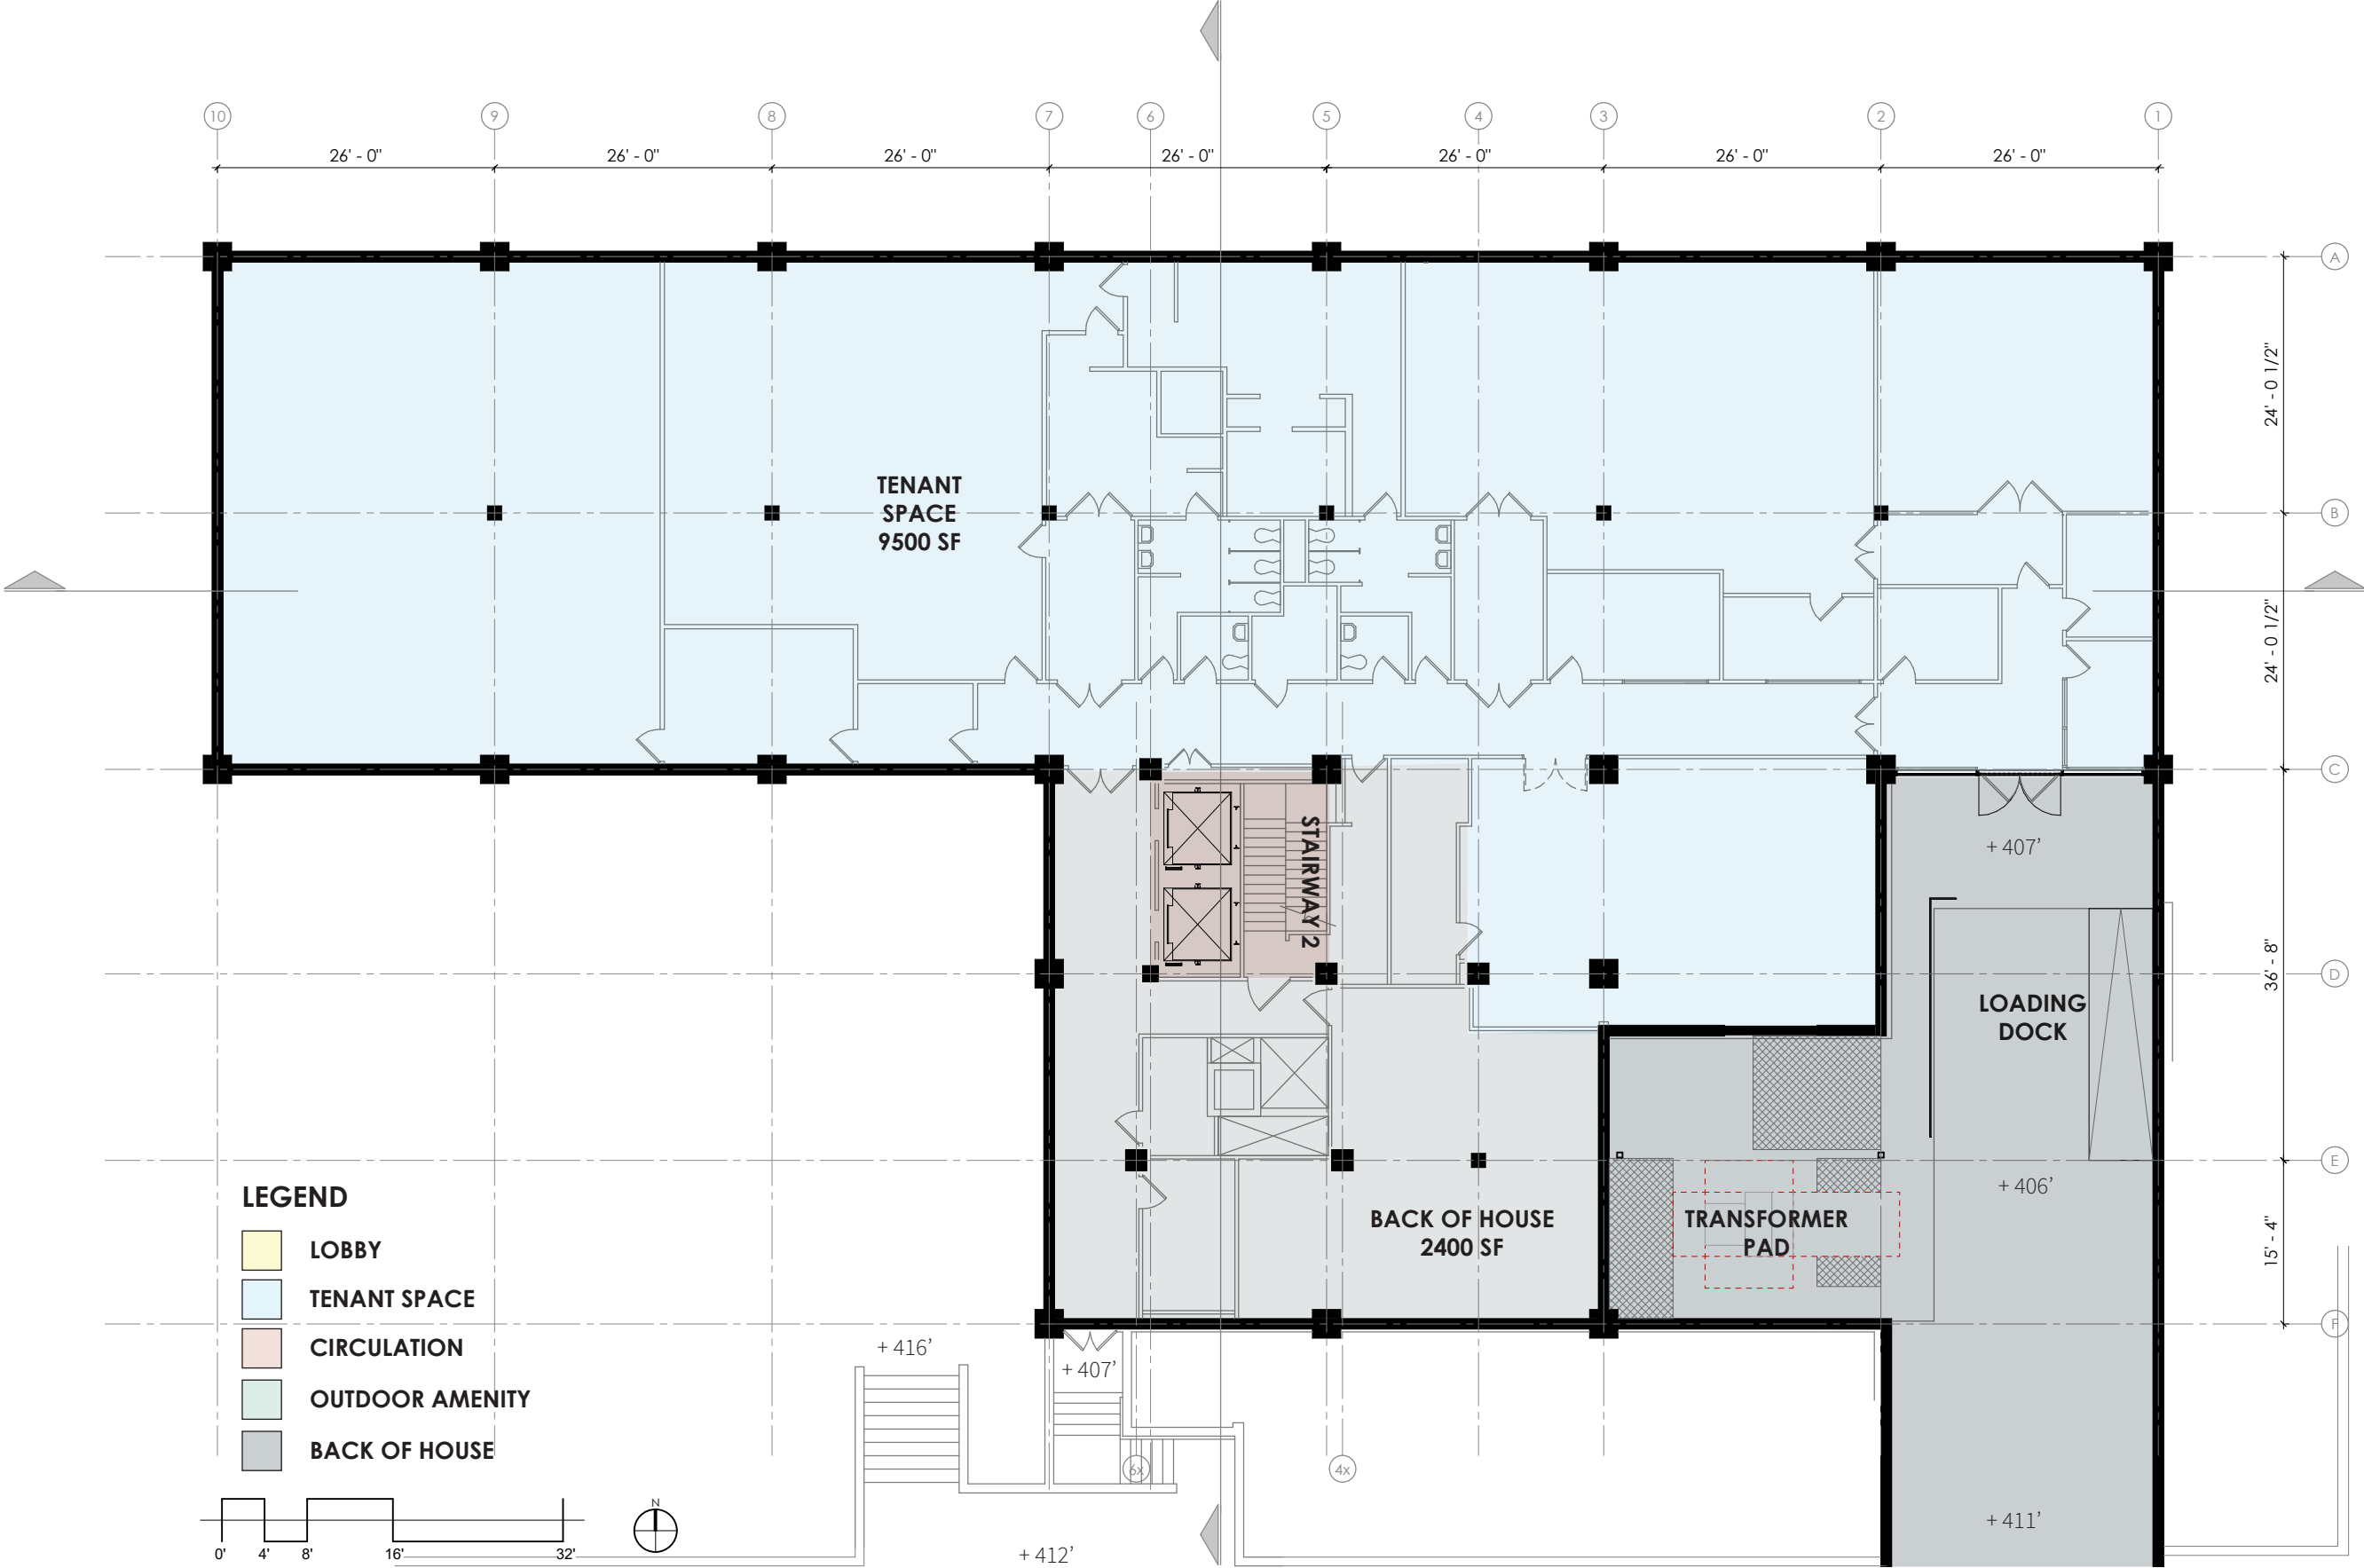 10
9
8
7
6
5
4
3
2
1
26' - 0"
26' - 0"
26' - 0"
26' - 0"
26' - 0"
26' - 0"
26' - 0"
A
24' - 0 1/2"
TENANT
SPACE
9500 SF
B
24' - 0 1/2"
C
STAIRWAY 2
+ 407'
36' - 8"
D
LOADING
DOCK
E
+ 406'
LEGEND
LOBBY
TENANT SPACE
CIRCULATION
OUTDOOR AMENITY
BACK OF HOUSE
BACK OF HOUSE
2400 SF
TRANSFORMER
PAD
15' - 4"
F
+ 416'
+ 407'
6x
4x
N
0'
4'
8'
16'
32'
+ 412'
+ 411'